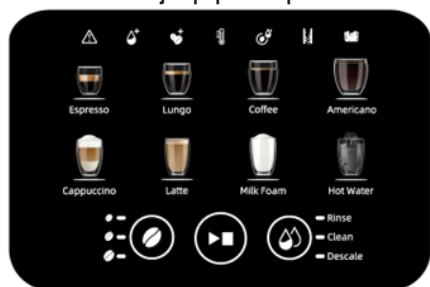 Espresso Lungo Coffee Americano
Cappuccino Latte Milk Foam Hot Water
Rinse
Clean
Descale